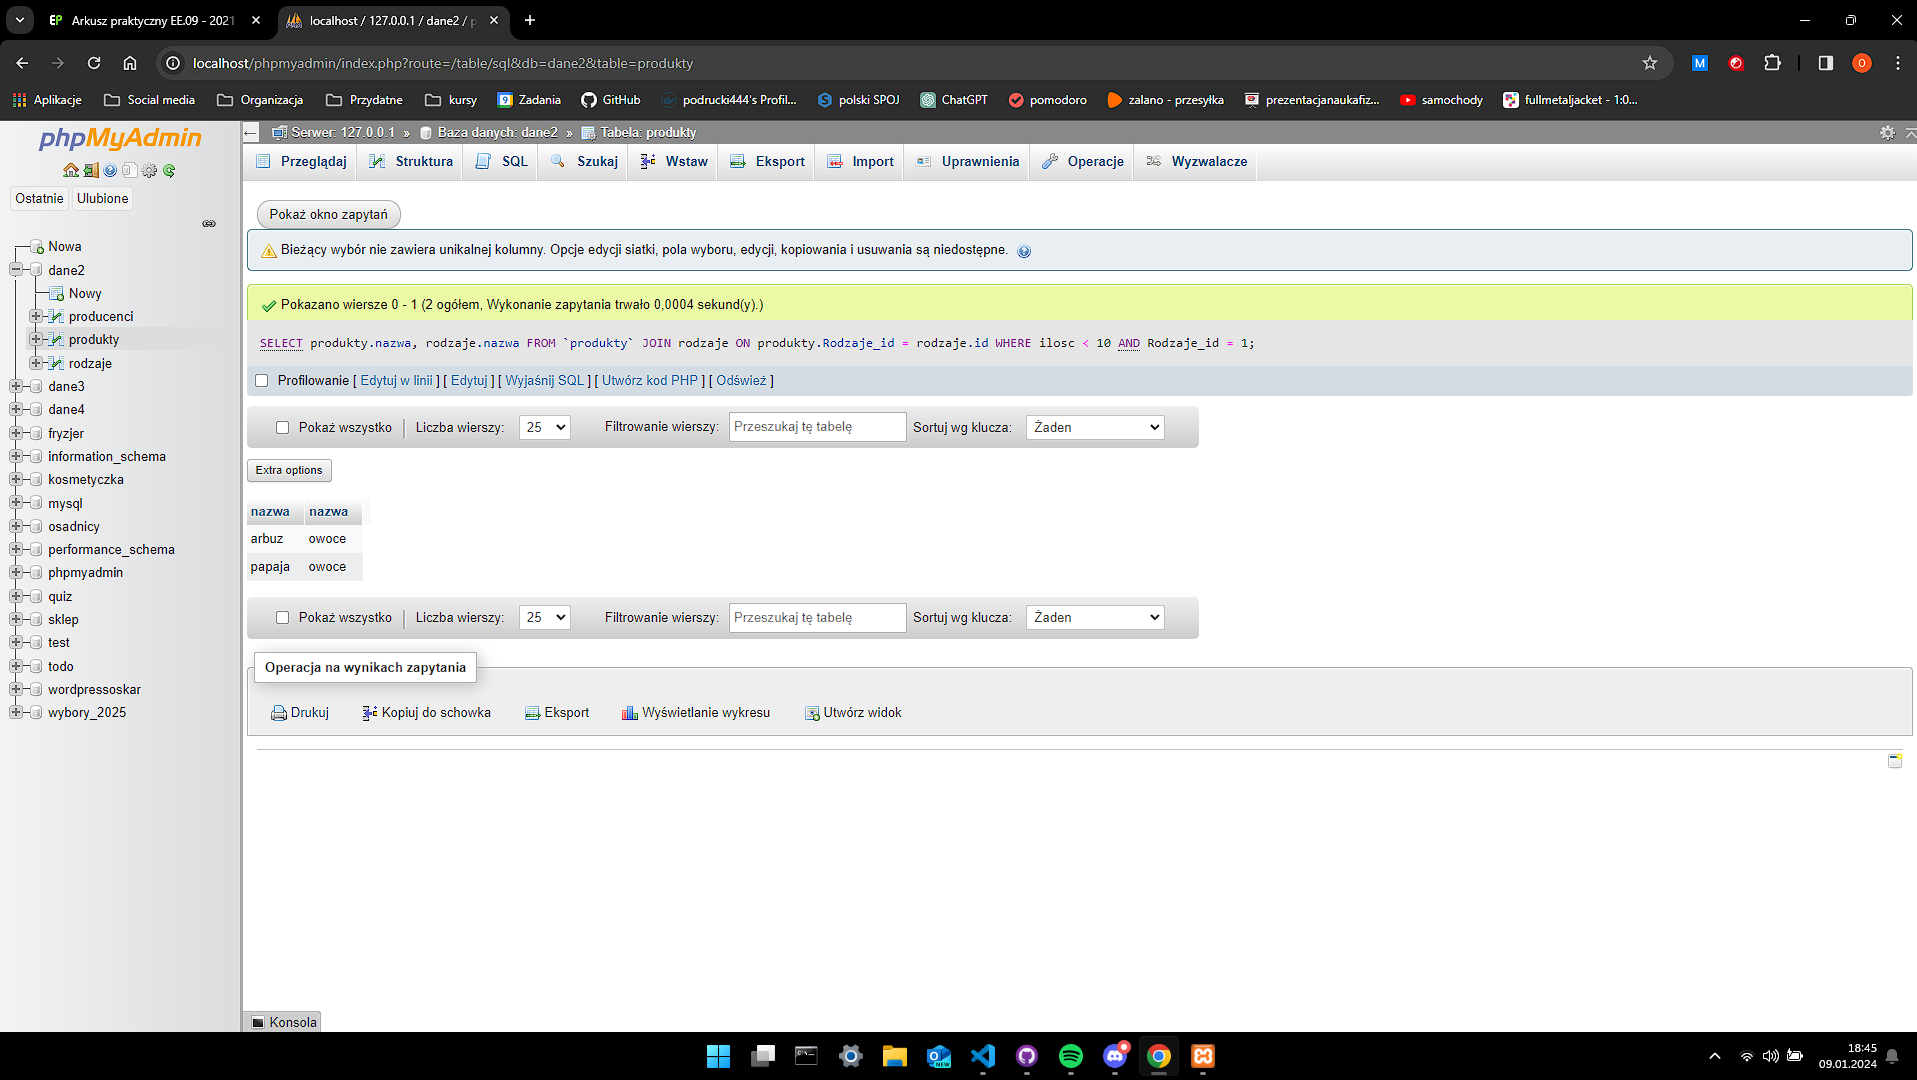 Arkusz praktyczny EE.09 - 2021
localhost / 127.0.0.1 / dane2 / p
localhost/phpmyadmin/index.php?route=/table/sql&db=dane2&table=produkty
M
O
Aplikacje
Social media
Organizacja
Przydatne
kursy
Zadania
GitHub
podrucki444's Profil...
polski SPOJ
ChatGPT
pomodoro
zalano - przesyłka
prezentacjanaukafiz...
samochody
fullmetaljacket - 1:0...
phpMyAdmin
Ostatnie
Ulubione
Nowa
dane2
Nowy
producenci
produkty
rodzaje
dane3
dane4
fryzjer
information_schema
kosmetyczka
mysql
osadnicy
performance_schema
phpmyadmin
quiz
sklep
test
todo
wordpressoskar
wybory_2025
Serwer: 127.0.0.1 » Baza danych: dane2 » Tabela: produkty
Przeglądaj
Struktura
SQL
Szukaj
Wstaw
Eksport
Import
Uprawnienia
Operacje
Wyzwalacze
Pokaż okno zapytań
Bieżący wybór nie zawiera unikalnej kolumny. Opcje edycji siatki, pola wyboru, edycji, kopiowania i usuwania są niedostępne.
Pokazano wiersze 0 - 1 (2 ogółem, Wykonanie zapytania trwało 0,0004 sekund(y).)
SELECT produkty.nazwa, rodzaje.nazwa FROM `produkty` JOIN rodzaje ON produkty.Rodzaje_id = rodzaje.id WHERE ilosc < 10 AND Rodzaje_id = 1;
Profilowanie [ Edytuj w linii ] [ Edytuj ] [ Wyjaśnij SQL ] [ Utwórz kod PHP ] [ Odśwież ]
Pokaż wszystko
Liczba wierszy:
25
Filtrowanie wierszy:
Przeszukaj tę tabelę
Sortuj wg klucza:
Żaden
Extra options
nazwa nazwa
arbuz owoce
papaja owoce
Pokaż wszystko
Liczba wierszy:
25
Filtrowanie wierszy:
Przeszukaj tę tabelę
Sortuj wg klucza:
Żaden
Operacja na wynikach zapytania
Drukuj
Kopiuj do schowka
Eksport
Wyświetlanie wykresu
Utwórz widok
Konsola
18:45
09.01.2024